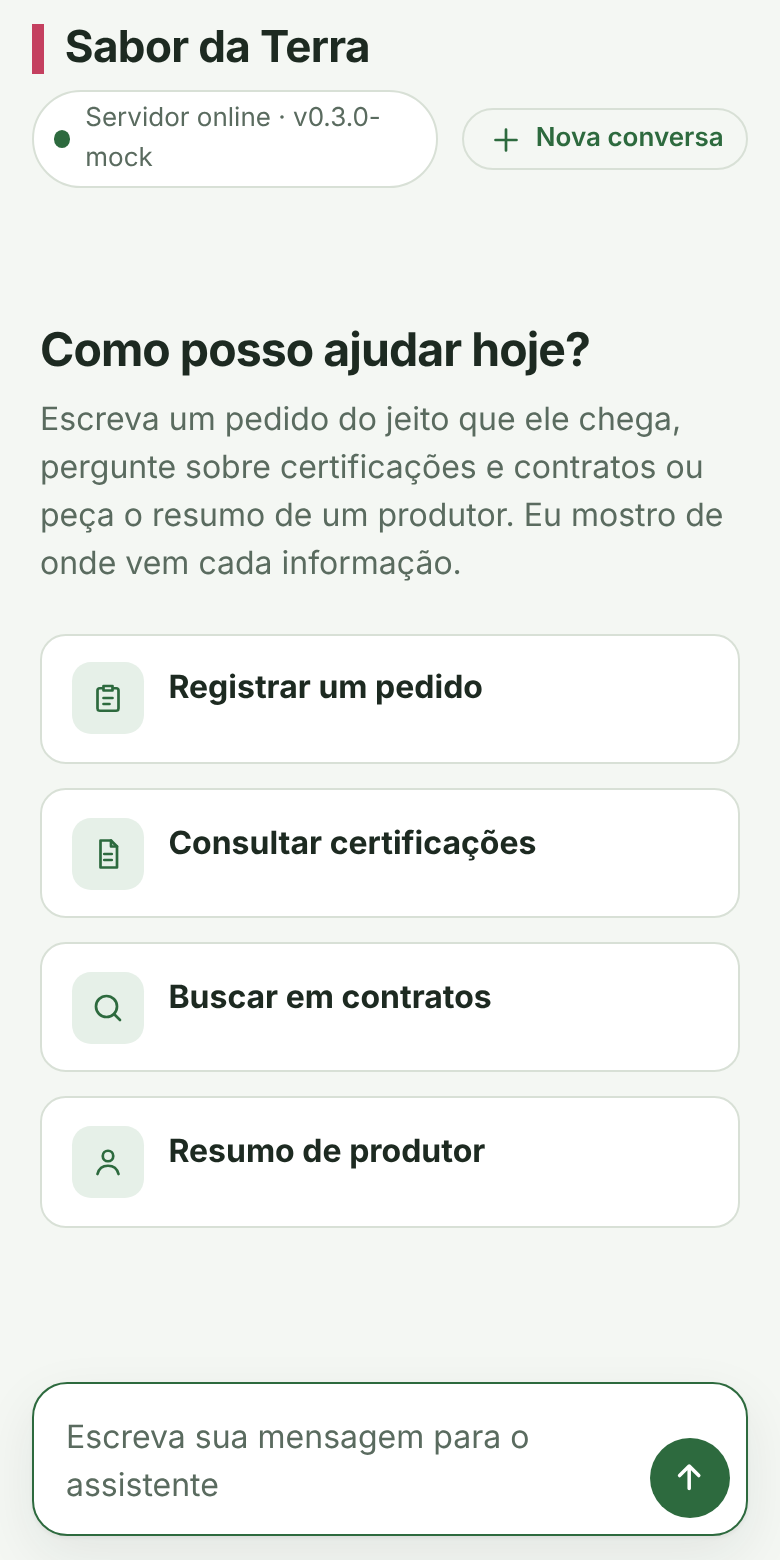 Sabor da Terra
Servidor online · v0.3.0-
mock
Nova conversa
Como posso ajudar hoje?
Escreva um pedido do jeito que ele chega,
pergunte sobre certificações e contratos ou
peça o resumo de um produtor. Eu mostro de
onde vem cada informação.
Registrar um pedido
Consultar certificações
Buscar em contratos
Resumo de produtor
Escreva sua mensagem para o
assistente